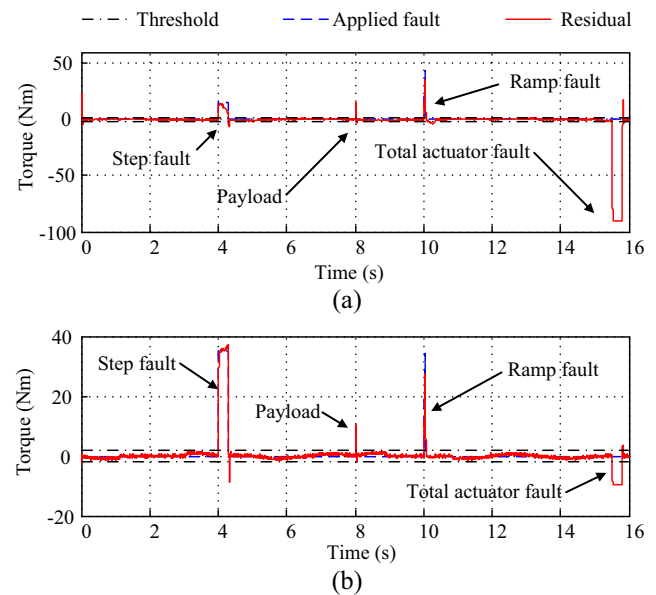 Threshold Applied fault Residual
50
0
-50
-100
Torque (Nm)
Ramp fault
Step fault
Total actuator fault
Payload
0 2 4 6 8 10 12 14 16
Time (s)
(a)
40
20
0
-20
Torque (Nm)
Step fault
Ramp fault
Payload
Total actuator fault
0 2 4 6 8 10 12 14 16
Time (s)
(b)